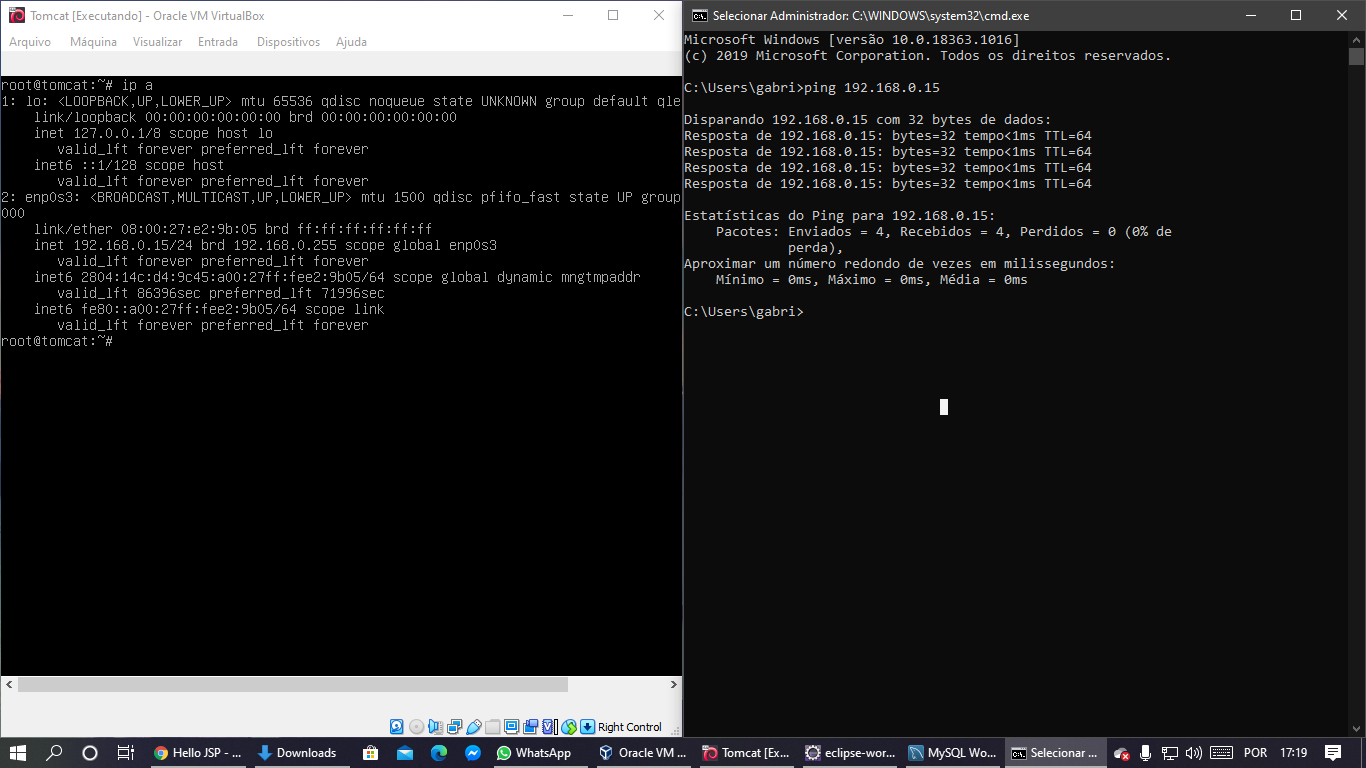 Tomcat [Executando] - Oracle VM VirtualBox
Arquivo Máquina Visualizar Entrada Dispositivos Ajuda
root@tomcat:~# ip a
1: lo: <LOOPBACK,UP,LOWER_UP> mtu 65536 qdisc noqueue state UNKNOWN group default qle
link/loopback 00:00:00:00:00:00 brd 00:00:00:00:00:00
inet 127.0.0.1/8 scope host lo
valid_lft forever preferred_lft forever
inet6 ::1/128 scope host
valid_lft forever preferred_lft forever
2: enp0s3: <BROADCAST,MULTICAST,UP,LOWER_UP> mtu 1500 qdisc pfifo_fast state UP group
000
link/ether 08:00:27:e2:9b:05 brd ff:ff:ff:ff:ff:ff
inet 192.168.0.15/24 brd 192.168.0.255 scope global enp0s3
valid_lft forever preferred_lft forever
inet6 2804:14c:d4:9c45:a00:27ff:fee2:9b05/64 scope global dynamic mngtmpaddr
valid_lft 86396sec preferred_lft 71996sec
inet6 fe80::a00:27ff:fee2:9b05/64 scope link
valid_lft forever preferred_lft forever
root@tomcat:~#
Right Control
Selecionar Administrador: C:\WINDOWS\system32\cmd.exe
Microsoft Windows [versão 10.0.18363.1016]
(c) 2019 Microsoft Corporation. Todos os direitos reservados.
C:\Users\gabri>ping 192.168.0.15
Disparando 192.168.0.15 com 32 bytes de dados:
Resposta de 192.168.0.15: bytes=32 tempo<1ms TTL=64
Resposta de 192.168.0.15: bytes=32 tempo<1ms TTL=64
Resposta de 192.168.0.15: bytes=32 tempo<1ms TTL=64
Resposta de 192.168.0.15: bytes=32 tempo<1ms TTL=64
Estatísticas do Ping para 192.168.0.15:
Pacotes: Enviados = 4, Recebidos = 4, Perdidos = 0 (0% de
perda),
Aproximar um número redondo de vezes em milissegundos:
Mínimo = 0ms, Máximo = 0ms, Média = 0ms
C:\Users\gabri>
Hello JSP - ... Downloads WhatsApp Oracle VM ... Tomcat [Ex... eclipse-wor... MySQL Wo... Selecionar ... POR 17:19